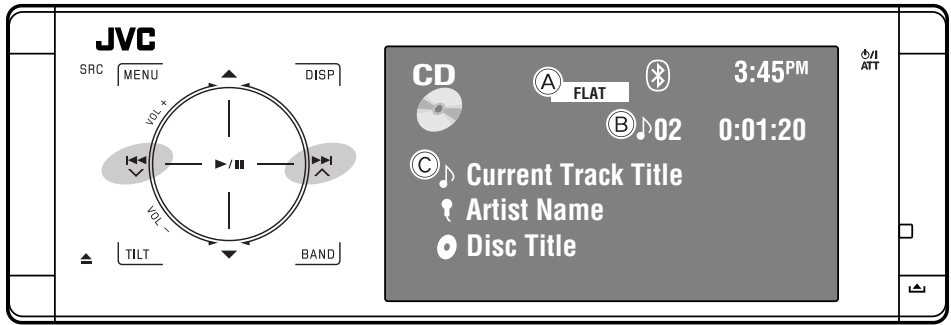 JVC
SRC
MENU
DISP
VOL +
VOL –
TILT
BAND
CD
A
FLAT
3:45PM
B
02
0:01:20
C
Current Track Title
Artist Name
Disc Title
/I
ATT